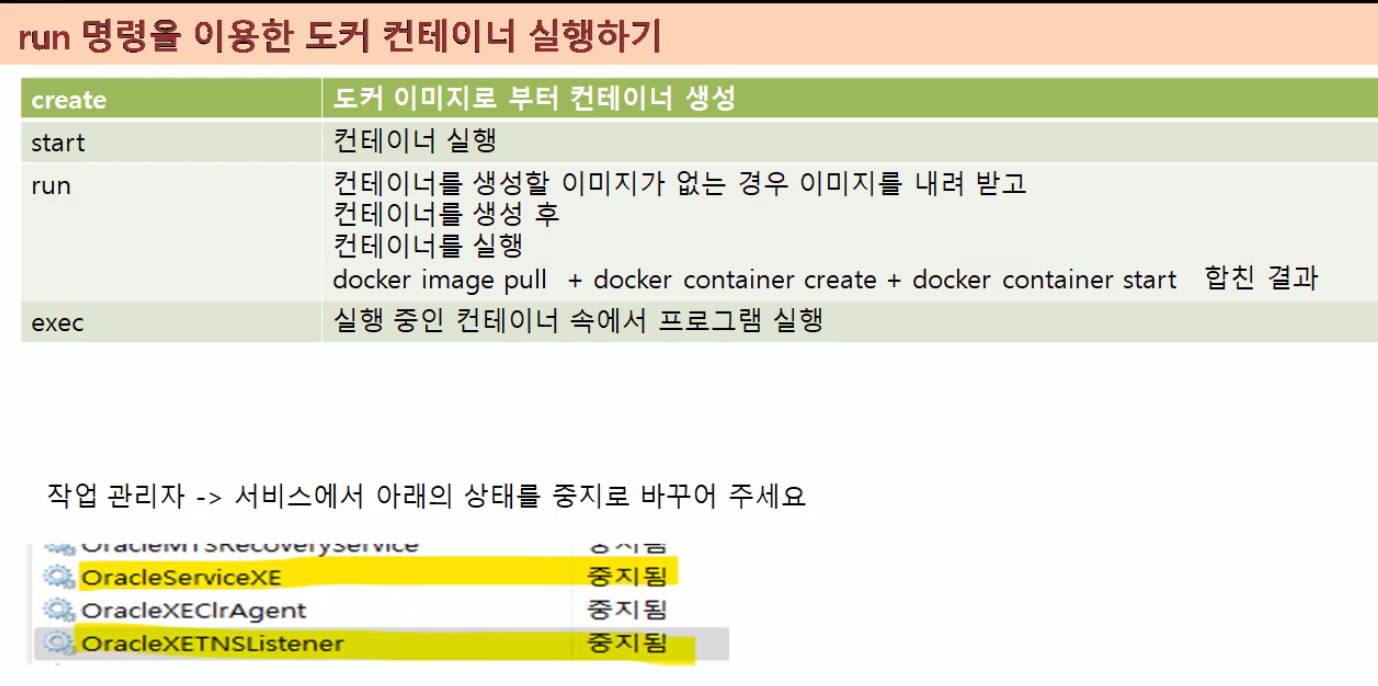 run 명령을 이용한 도커 컨테이너 실행하기
create 도커 이미지로 부터 컨테이너 생성
start 컨테이너 실행
run 컨테이너를 생성할 이미지가 없는 경우 이미지를 내려 받고
컨테이너를 생성 후
컨테이너를 실행
docker image pull + docker container create + docker container start 합친 결과
exec 실행 중인 컨테이너 속에서 프로그램 실행
작업 관리자 -> 서비스에서 아래의 상태를 중지로 바꾸어 주세요
OracleMTSRecoveryService 중지됨
OracleServiceXE 중지됨
OracleXEClrAgent 중지됨
OracleXETNSListener 중지됨